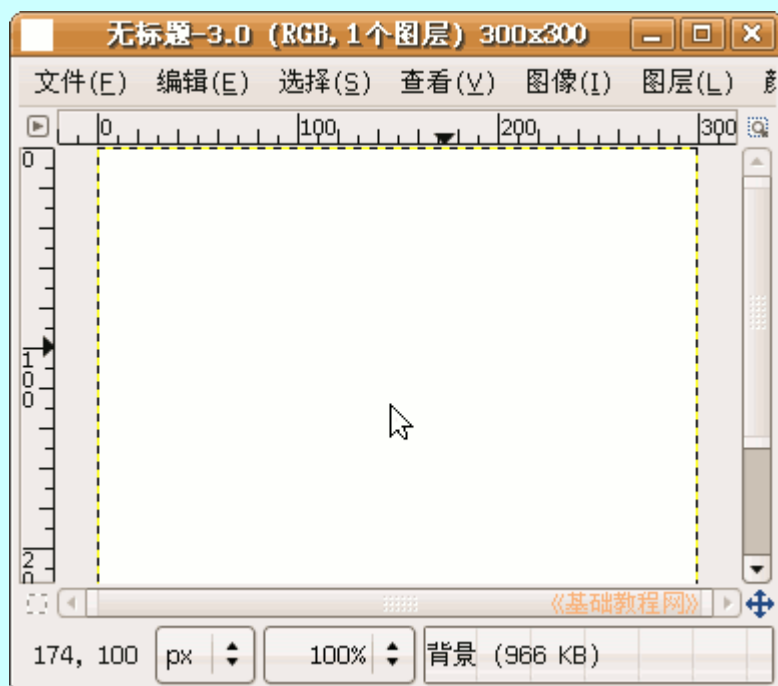 无标题-3.0 (RGB, 1个图层) 300x300
文件(F) 编辑(E) 选择(S) 查看(V) 图像(I) 图层(L)
0 100 200 300
0
100
2
《基础教程网》
174, 100 px 100% 背景 (966 KB)